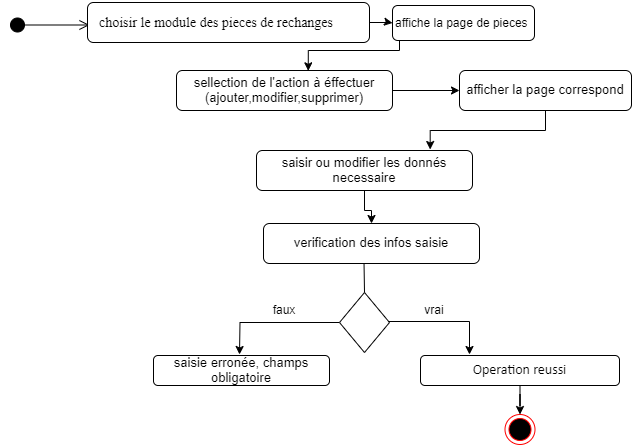 choisir le module des pieces de rechanges
affiche la page de pieces
sellection de l'action à éffectuer
(ajouter,modifier,supprimer)
afficher la page correspond
saisir ou modifier les donnés
necessaire
verification des infos saisie
faux
vrai
saisie erronée, champs
obligatoire
Operation reussi